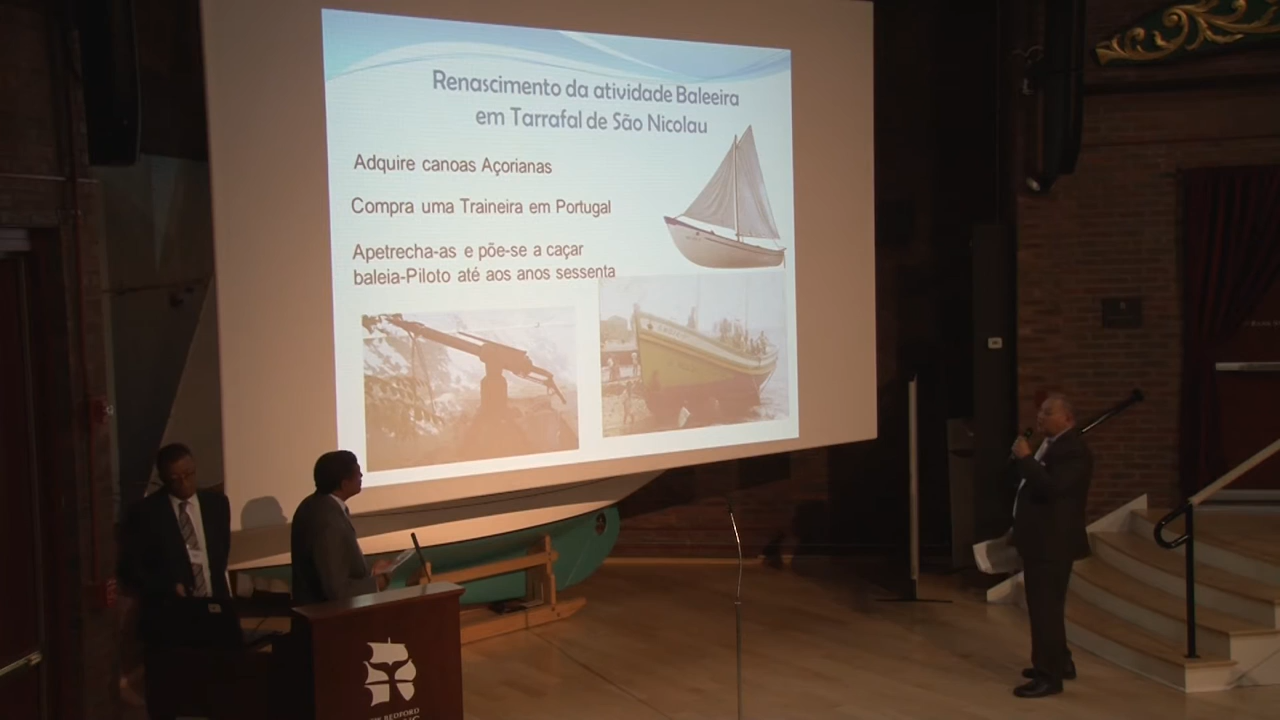 Renascimento da atividade Baleeira
em Tarrafal de São Nicolau
Adquire canoas Açorianas
Compra uma Traineira em Portugal
Apetrecha-as e põe-se a caçar
baleia-Piloto até aos anos sessenta
BEDFORD